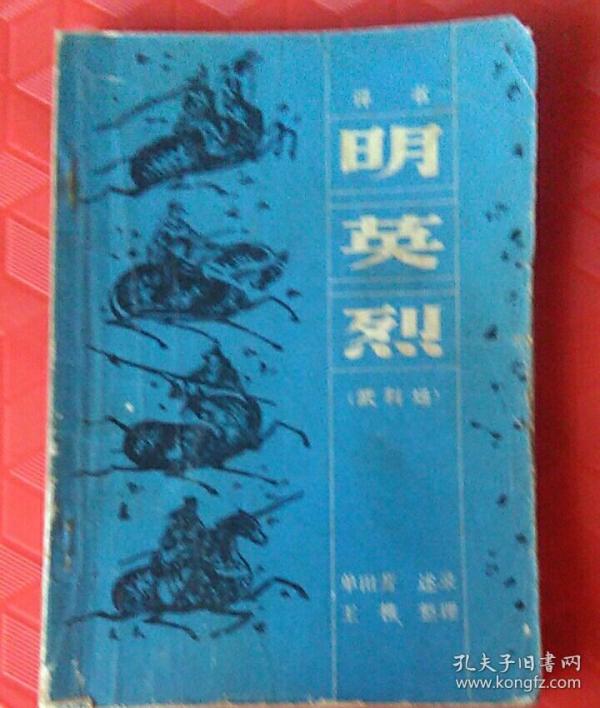 评书
明
英
烈
(武科场)
单田芳 述录
王樵 整理
孔夫子旧书网
www.kongfz.com